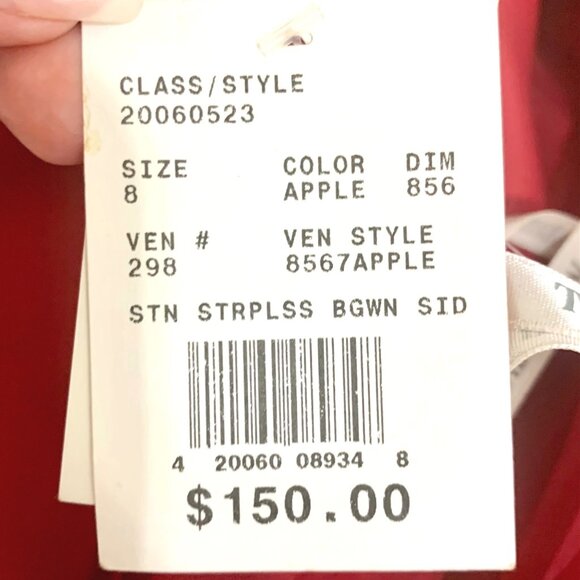 CLASS/STYLE
20060523
SIZE COLOR DIM
8 APPLE 856
VEN # VEN STYLE
298 8567APPLE
STN STRPLSS BGWN SID
4 20060 08934 8
$150.00
T